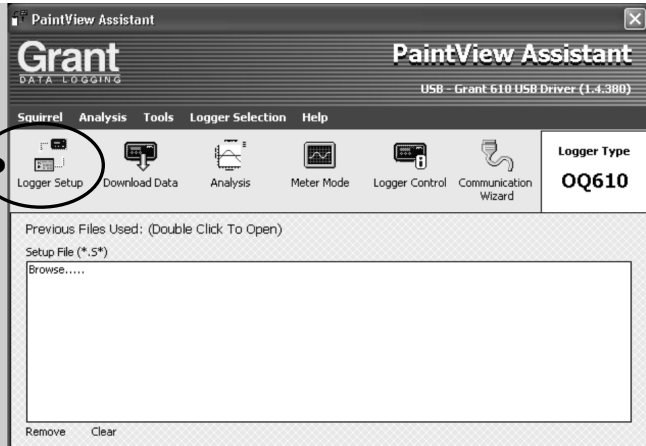 PaintView Assistant
Grant
DATA LOGGING
PaintView Assistant
USB - Grant 610 USB Driver (1.4.380)
Squirrel Analysis Tools Logger Selection Help
Logger Setup Download Data Analysis Meter Mode Logger Control Communication Wizard
Logger Type
OQ610
Previous Files Used: (Double Click To Open)
Setup File (*.S*)
Browse.....
Remove Clear